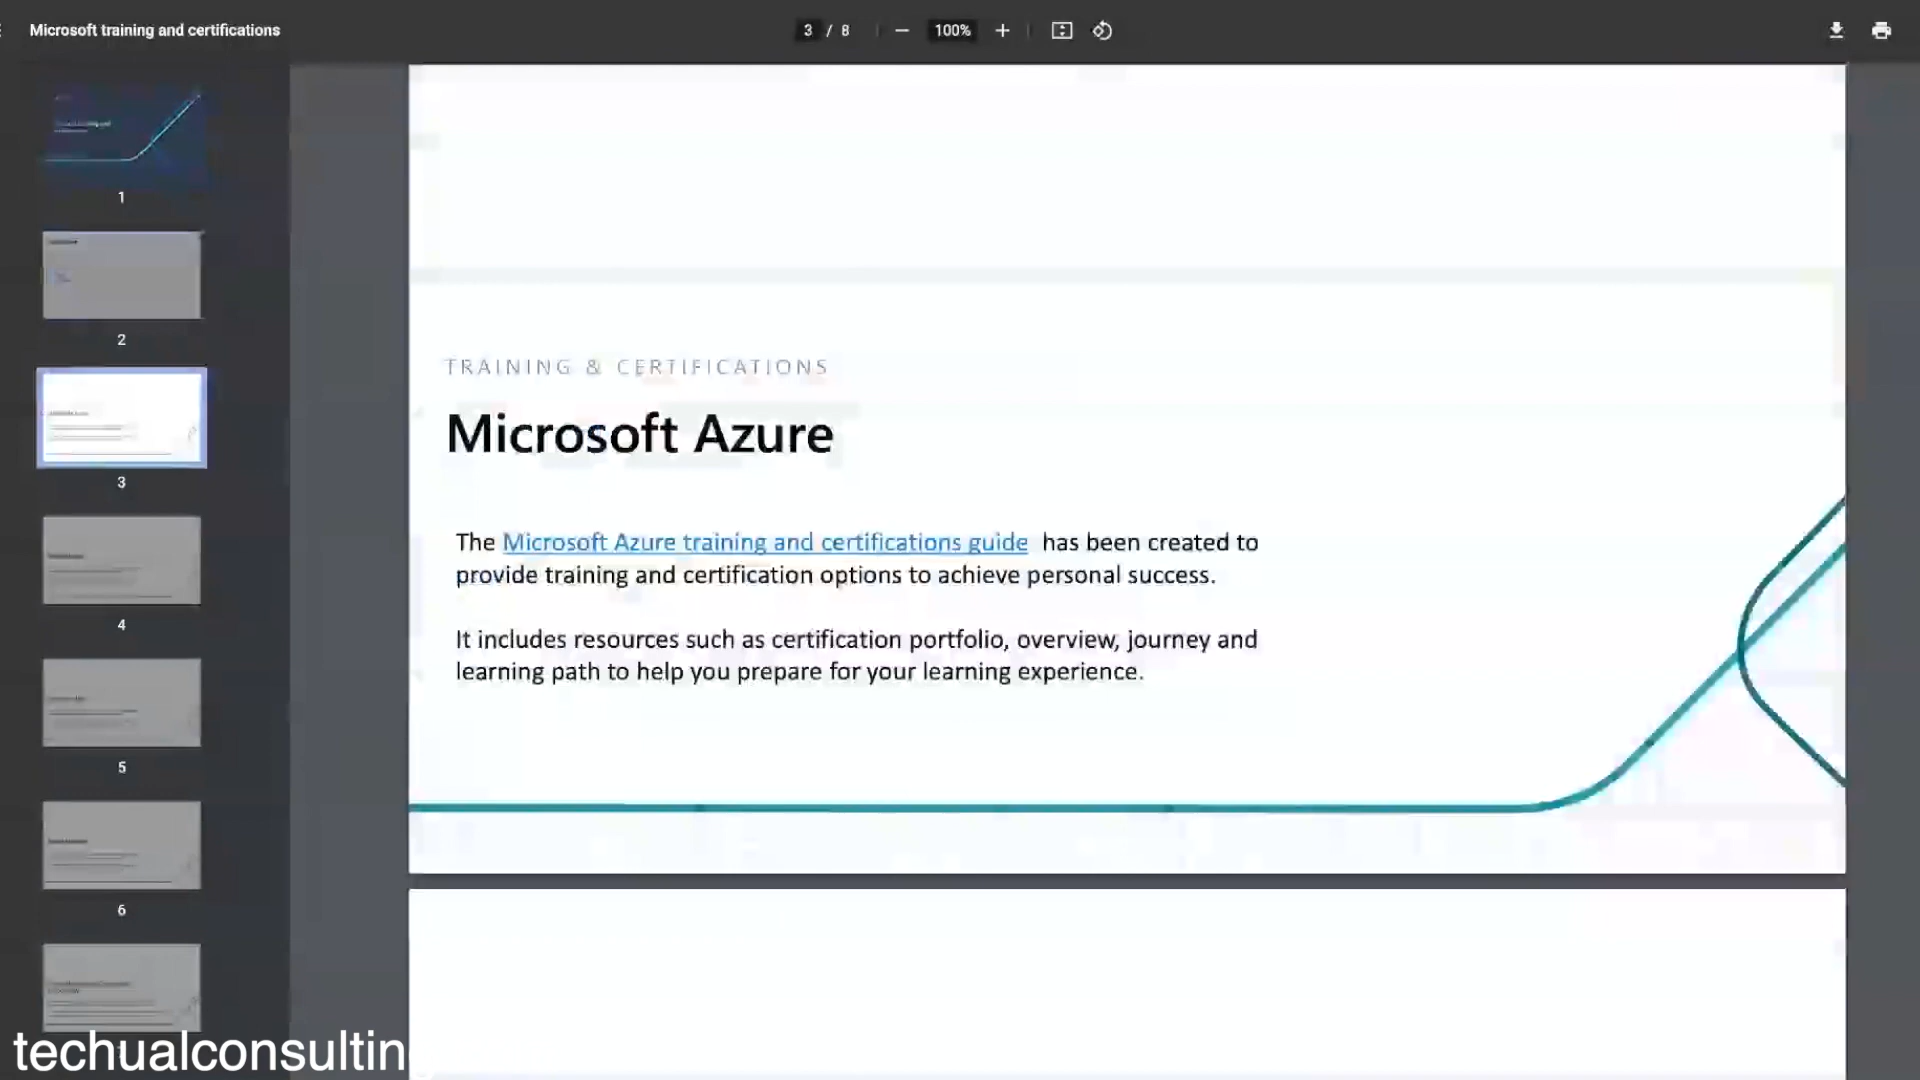 Microsoft training and certifications
3 / 8
100%
1
2
3
4
5
6
TRAINING & CERTIFICATIONS
Microsoft Azure
The Microsoft Azure training and certifications guide has been created to
provide training and certification options to achieve personal success.
It includes resources such as certification portfolio, overview, journey and
learning path to help you prepare for your learning experience.
techualconsultin